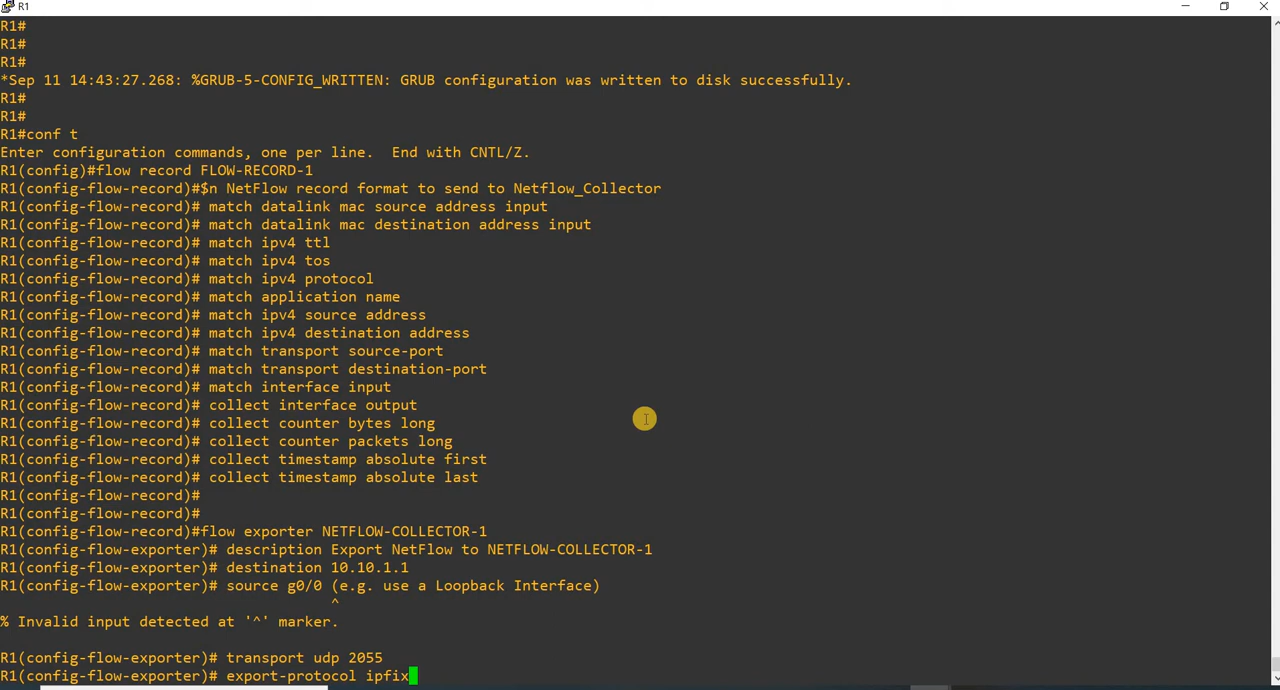 R1
R1#
R1#
R1#
*Sep 11 14:43:27.268: %GRUB-5-CONFIG_WRITTEN: GRUB configuration was written to disk successfully.
R1#
R1#
R1#conf t
Enter configuration commands, one per line.  End with CNTL/Z.
R1(config)#flow record FLOW-RECORD-1
R1(config-flow-record)#$n NetFlow record format to send to Netflow_Collector
R1(config-flow-record)# match datalink mac source address input
R1(config-flow-record)# match datalink mac destination address input
R1(config-flow-record)# match ipv4 ttl
R1(config-flow-record)# match ipv4 tos
R1(config-flow-record)# match ipv4 protocol
R1(config-flow-record)# match application name
R1(config-flow-record)# match ipv4 source address
R1(config-flow-record)# match ipv4 destination address
R1(config-flow-record)# match transport source-port
R1(config-flow-record)# match transport destination-port
R1(config-flow-record)# match interface input
R1(config-flow-record)# collect interface output
R1(config-flow-record)# collect counter bytes long
R1(config-flow-record)# collect counter packets long
R1(config-flow-record)# collect timestamp absolute first
R1(config-flow-record)# collect timestamp absolute last
R1(config-flow-record)#
R1(config-flow-record)#
R1(config-flow-record)#flow exporter NETFLOW-COLLECTOR-1
R1(config-flow-exporter)# description Export NetFlow to NETFLOW-COLLECTOR-1
R1(config-flow-exporter)# destination 10.10.1.1
R1(config-flow-exporter)# source g0/0 (e.g. use a Loopback Interface)
^
% Invalid input detected at '^' marker.
R1(config-flow-exporter)# transport udp 2055
R1(config-flow-exporter)# export-protocol ipfix